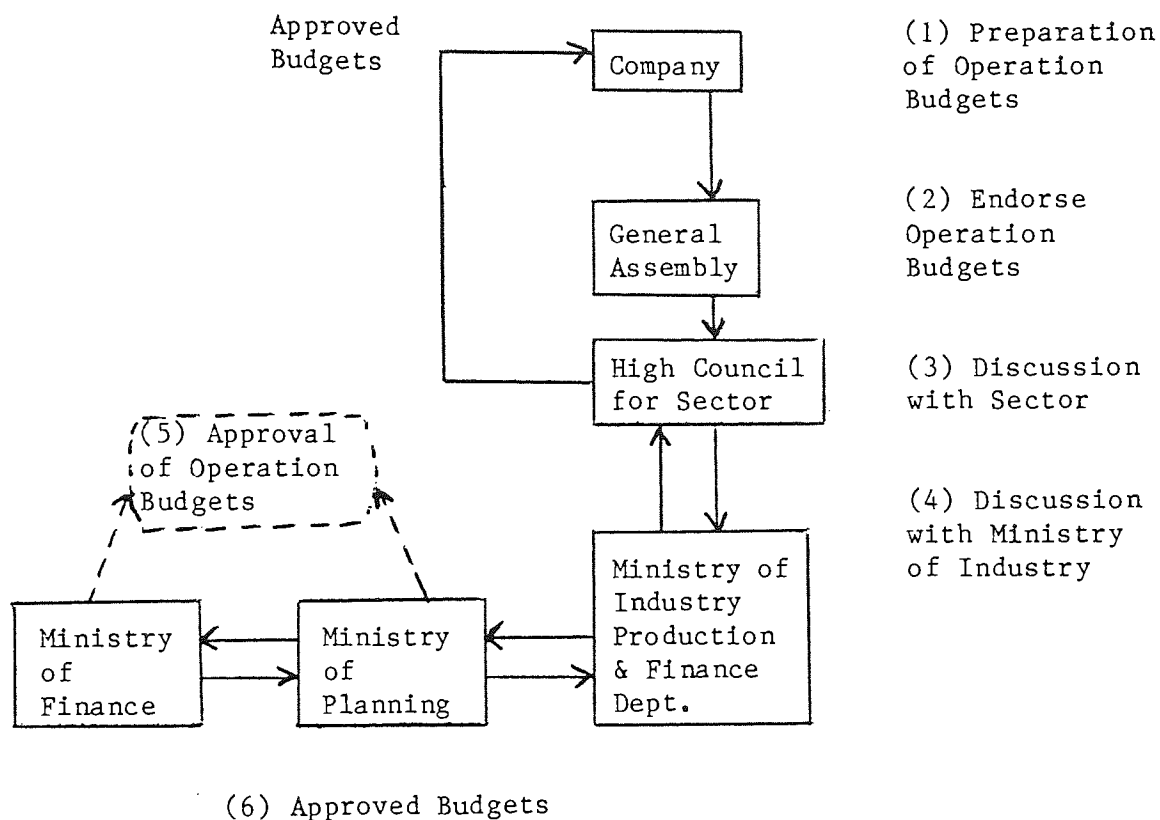 Approved
Budgets
Company
(1) Preparation
of Operation
Budgets
General
Assembly
(2) Endorse
Operation
Budgets
High Council
for Sector
(3) Discussion
with Sector
(5) Approval
of Operation
Budgets
(4) Discussion
with Ministry
of Industry
Ministry
of
Finance
Ministry
of
Planning
Ministry of
Industry
Production
& Finance
Dept.
(6) Approved Budgets